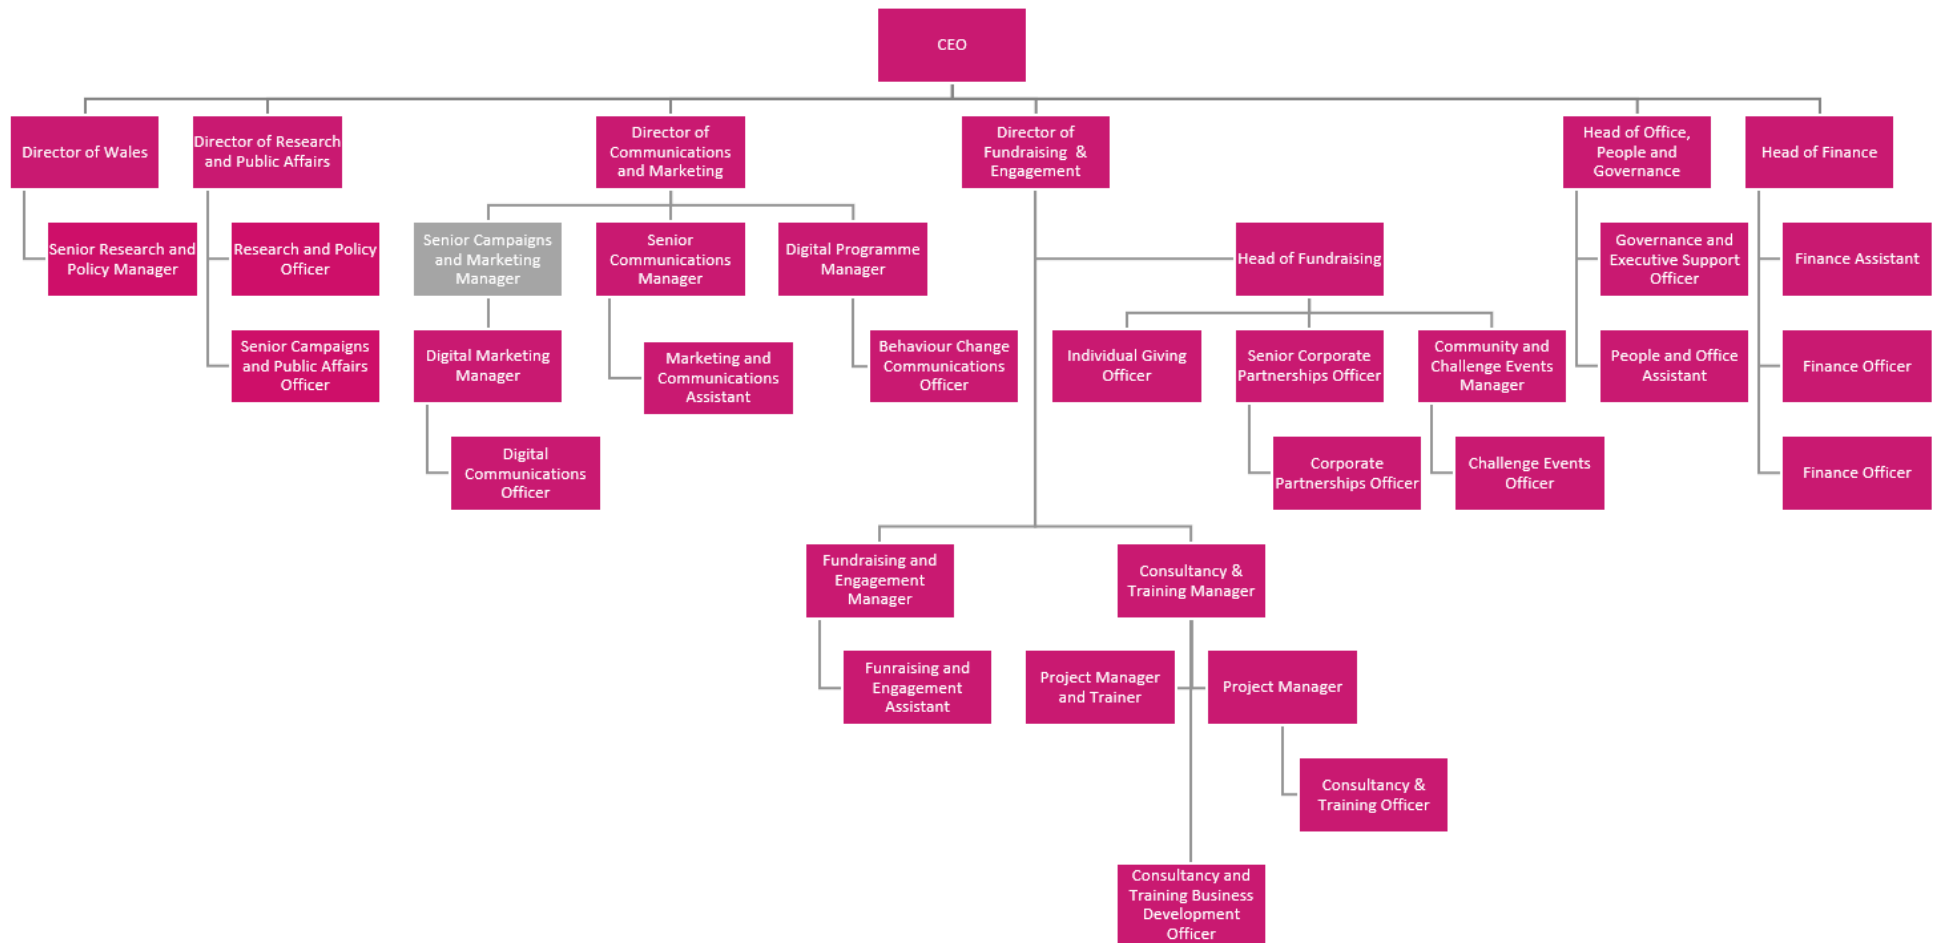 CEO
Director of Wales
Director of Research
and Public Affairs
Director of
Communications
and Marketing
Director of
Fundraising &
Engagement
Head of Office,
People and
Governance
Head of Finance
Senior Research and
Policy Manager
Research and Policy
Officer
Senior Campaigns
and Marketing
Manager
Senior
Communications
Manager
Digital Programme
Manager
Head of Fundraising
Governance and
Executive Support
Officer
Finance Assistant
Senior Campaigns
and Public Affairs
Officer
Digital Marketing
Manager
Marketing and
Communications
Assistant
Behaviour Change
Communications
Officer
Individual Giving
Officer
Senior Corporate
Partnerships Officer
Community and
Challenge Events
Manager
People and Office
Assistant
Finance Officer
Digital
Communications
Officer
Corporate
Partnerships Officer
Challenge Events
Officer
Finance Officer
Fundraising and
Engagement
Manager
Consultancy &
Training Manager
Funraising and
Engagement
Assistant
Project Manager
and Trainer
Project Manager
Consultancy &
Training Officer
Consultancy and
Training Business
Development
Officer